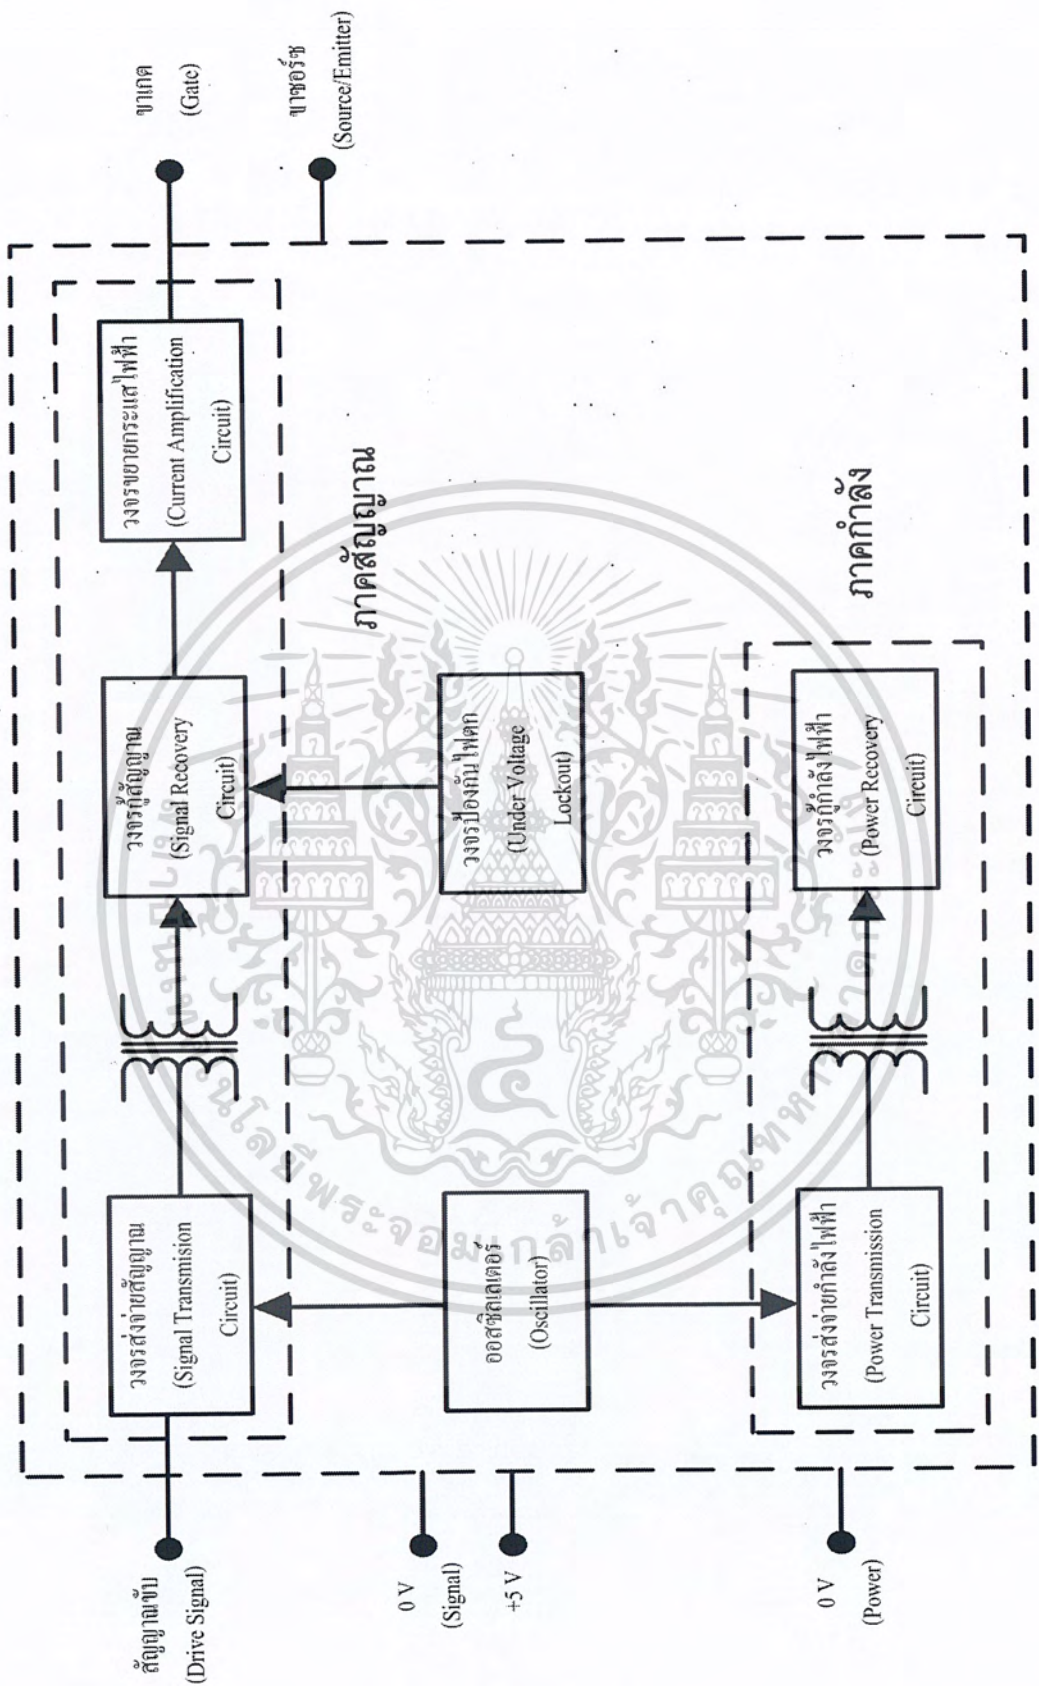 สัญญาณขับ
(Drive Signal)
วงจรส่งจ่ายสัญญาณ
(Signal Transmision
Circuit)
วงจรกู้สัญญาณ
(Signal Recovery
Circuit)
วงจรขยายกระแสไฟฟ้า
(Current Amplification
Circuit)
ขาเกต
(Gate)
ขาซอร์ซ
(Source/Emitter)
ภาคสัญญาณ
0 V
(Signal)
+5 V
ออสซิลเลเตอร์
(Oscillator)
วงจรป้องกันไฟตก
(Under Voltage
Lockout)
ภาคกำลัง
0 V
(Power)
วงจรส่งจ่ายกำลังไฟฟ้า
(Power Transmission
Circuit)
วงจรกู้กำลังไฟฟ้า
(Power Recovery
Circuit)